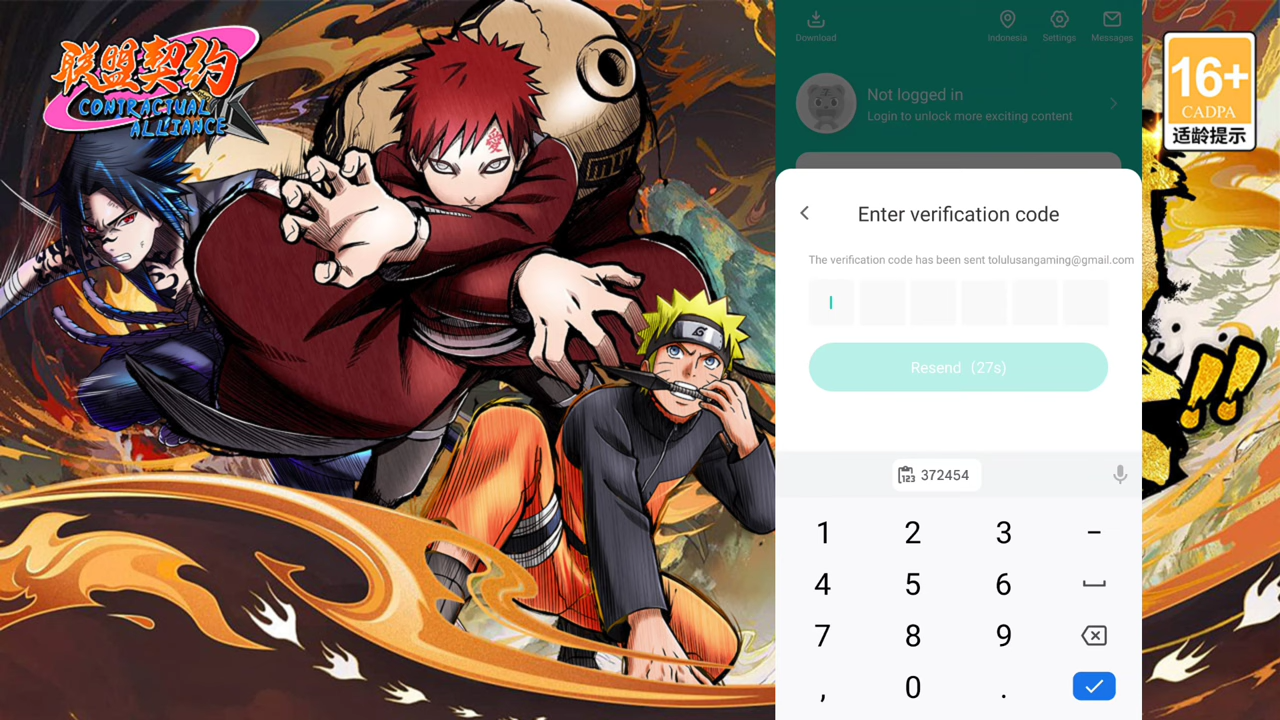 联盟契约
CONTRACTUAL
ALLIANCE
愛
Download
Indonesia
Settings
Messages
Not logged in
Login to unlock more exciting content
Enter verification code
The verification code has been sent tolulusangaming@gmail.com
Resend (27s)
123
372454
1 2 3 –
4 5 6
7 8 9
, 0 .
16+
CADPA
适龄提示
!!